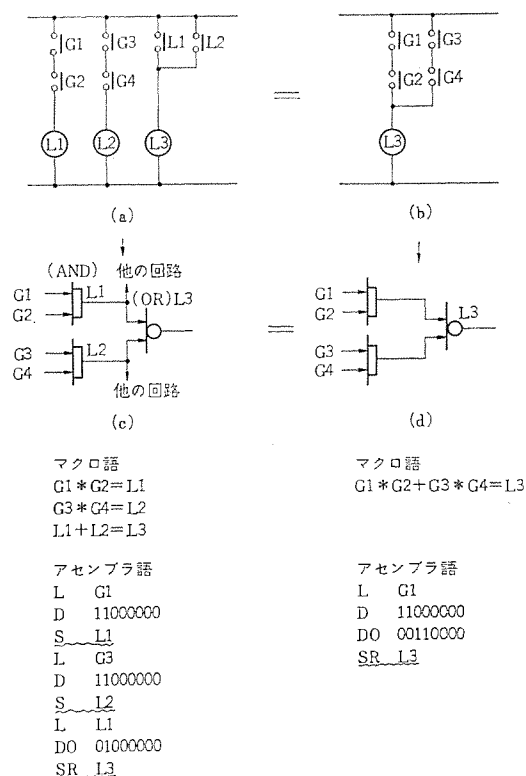 G1 G3 L1 L2 G1 G3
G2 G4 G2 G4
=
L1 L2 L3 L3
(a) (b)
(AND) L1 他の回路
G1 (OR)L3 G1 L3
G2 G2
=
G3 L2 G3
G4 G4
他の回路
(c) (d)
マクロ語
G1*G2=L1
G3*G4=L2
L1+L2=L3
マクロ語
G1*G2+G3*G4=L3
アセンブラ語
L G1
D 11000000
S L1
L G3
D 11000000
S L2
L L1
DO 01000000
SR L3
アセンブラ語
L G1
D 11000000
DO 00110000
SR L3